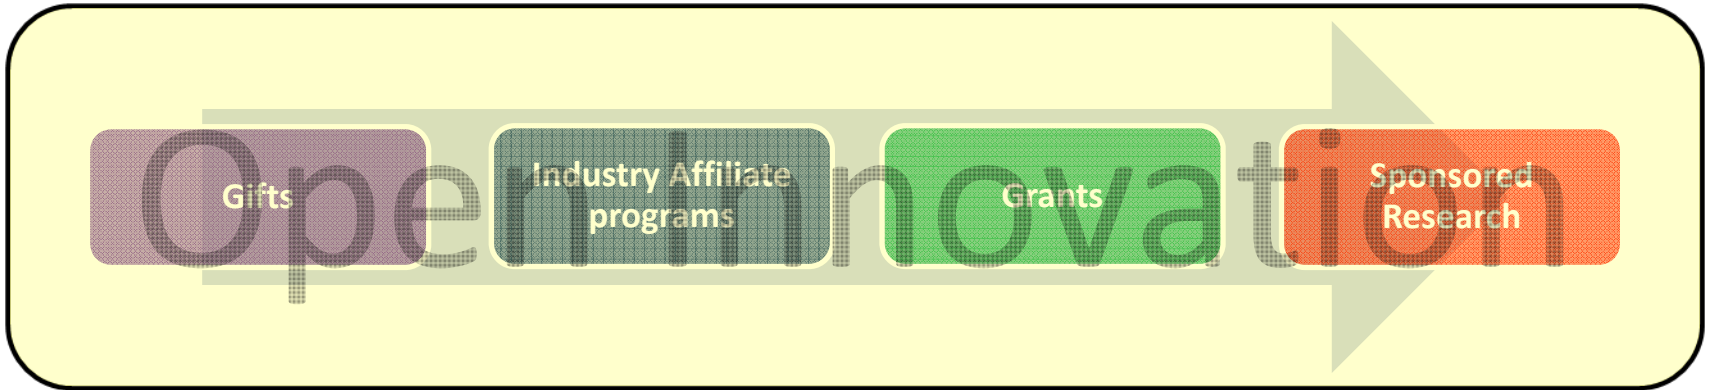 Open Innovation
Gifts
Industry Affiliate
programs
Grants
Sponsored
Research